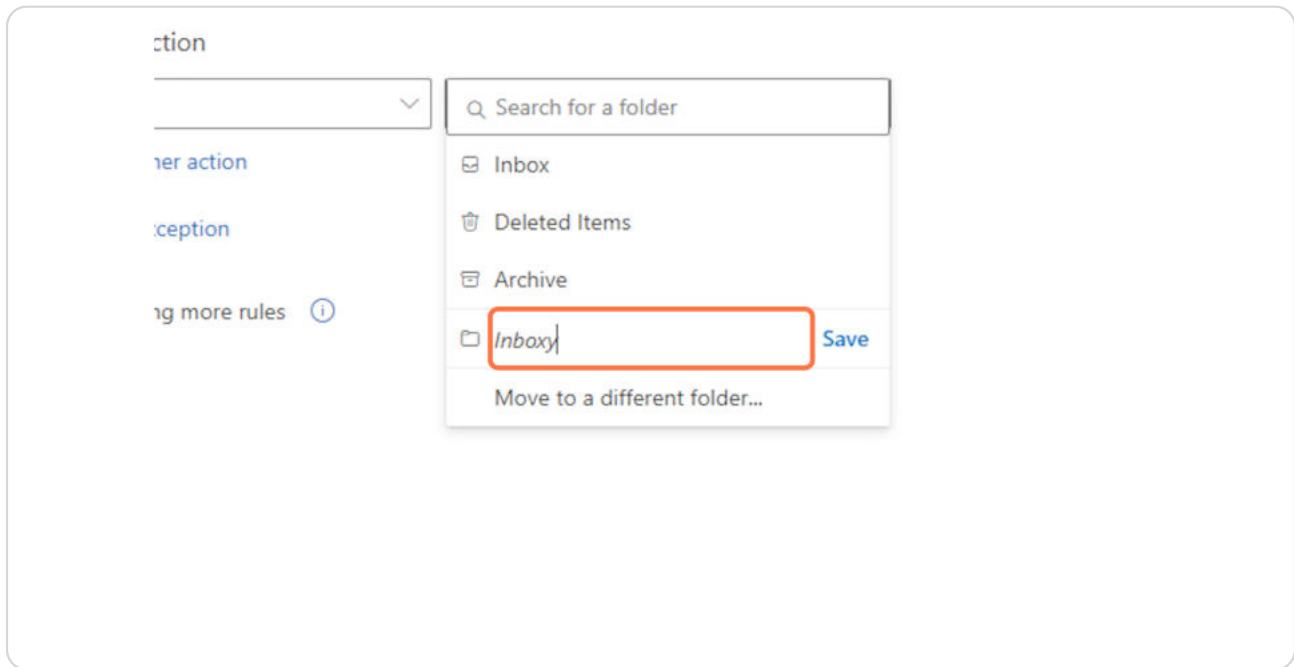 ction
Search for a folder
her action
Inbox
Deleted Items
ception
Archive
ng more rules
Inboxy Save
Move to a different folder...